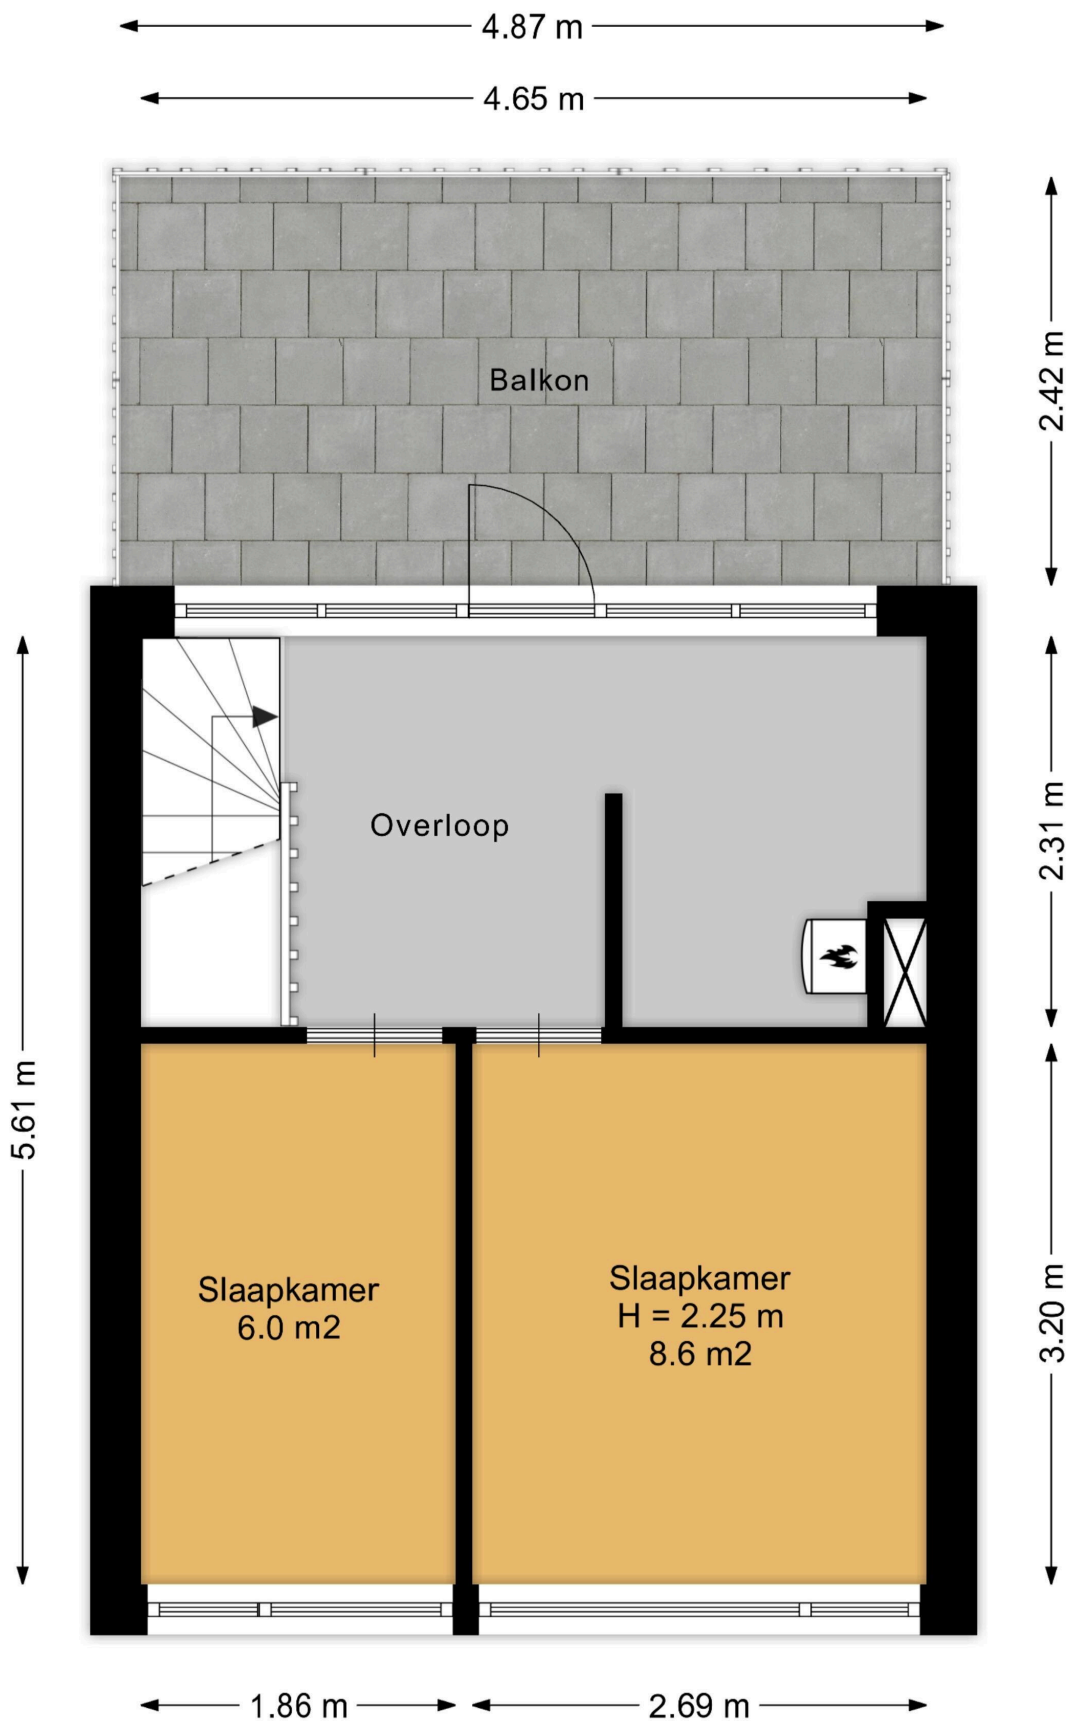 4.87 m
4.65 m
Balkon
2.42 m
Overloop
2.31 m
5.61 m
Slaapkamer
6.0 m2
Slaapkamer
H = 2.25 m
8.6 m2
3.20 m
1.86 m
2.69 m